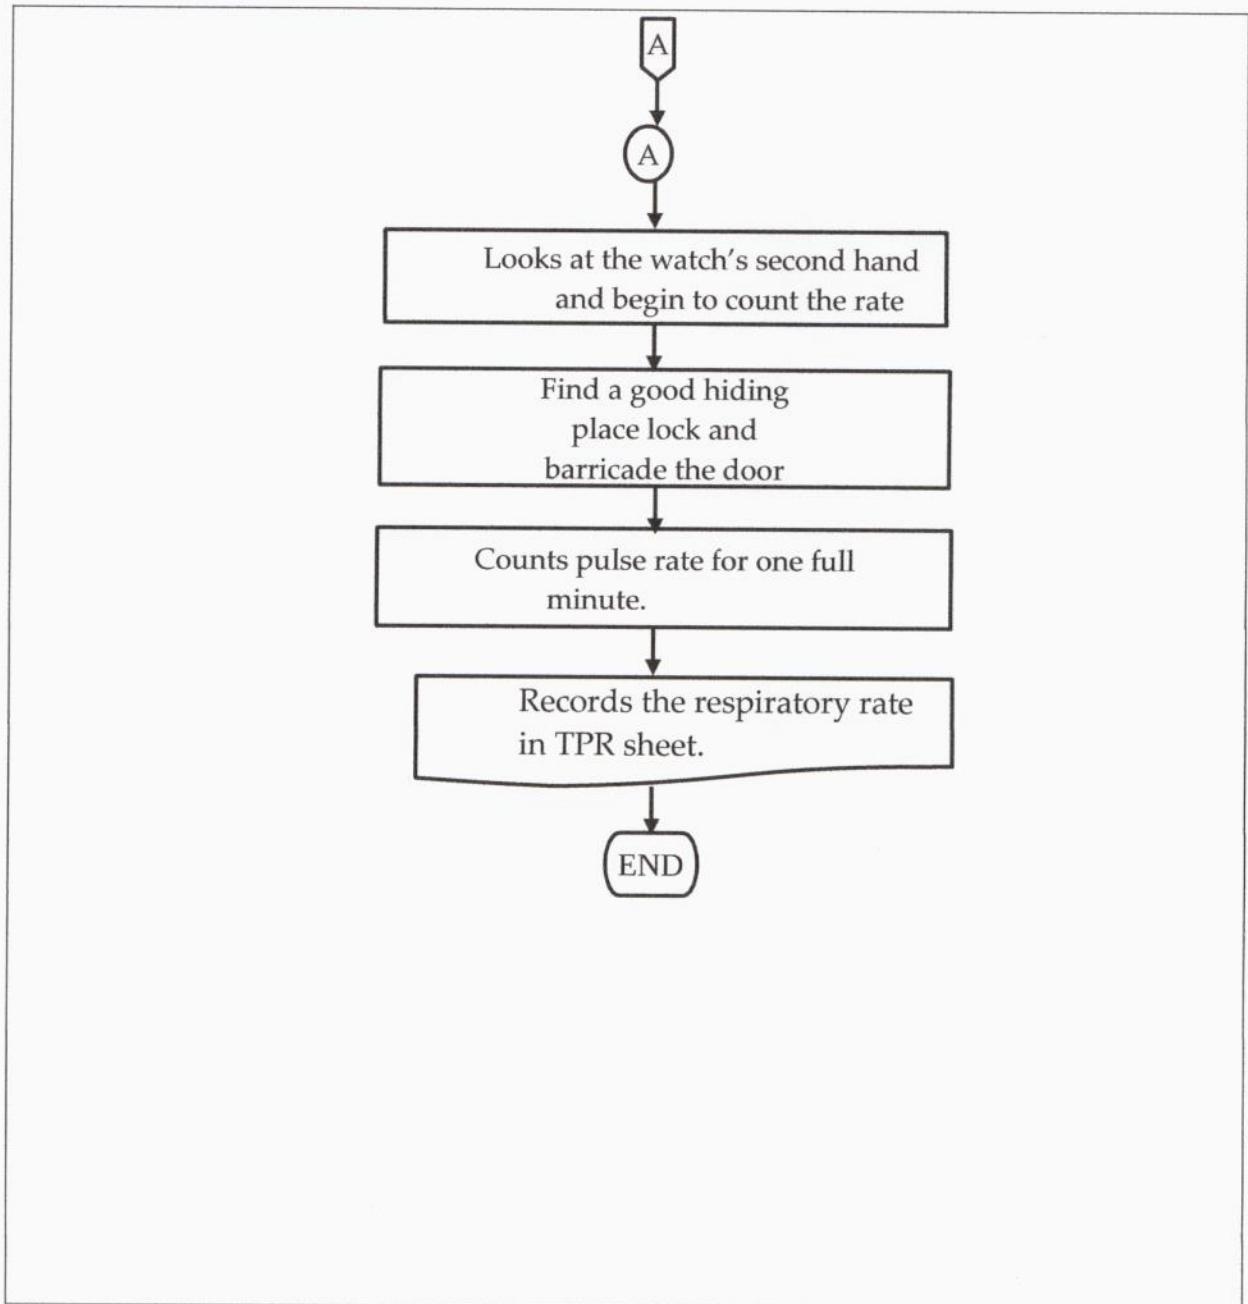 A
A
Looks at the watch's second hand
and begin to count the rate
Find a good hiding
place lock and
barricade the door
Counts pulse rate for one full
minute.
Records the respiratory rate
in TPR sheet.
END